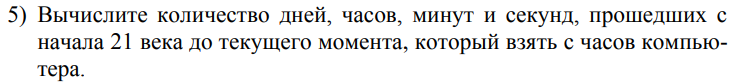 5) Вычислите количество дней, часов, минут и секунд, прошедших с
начала 21 века до текущего момента, который взять с часов компью-
тера.